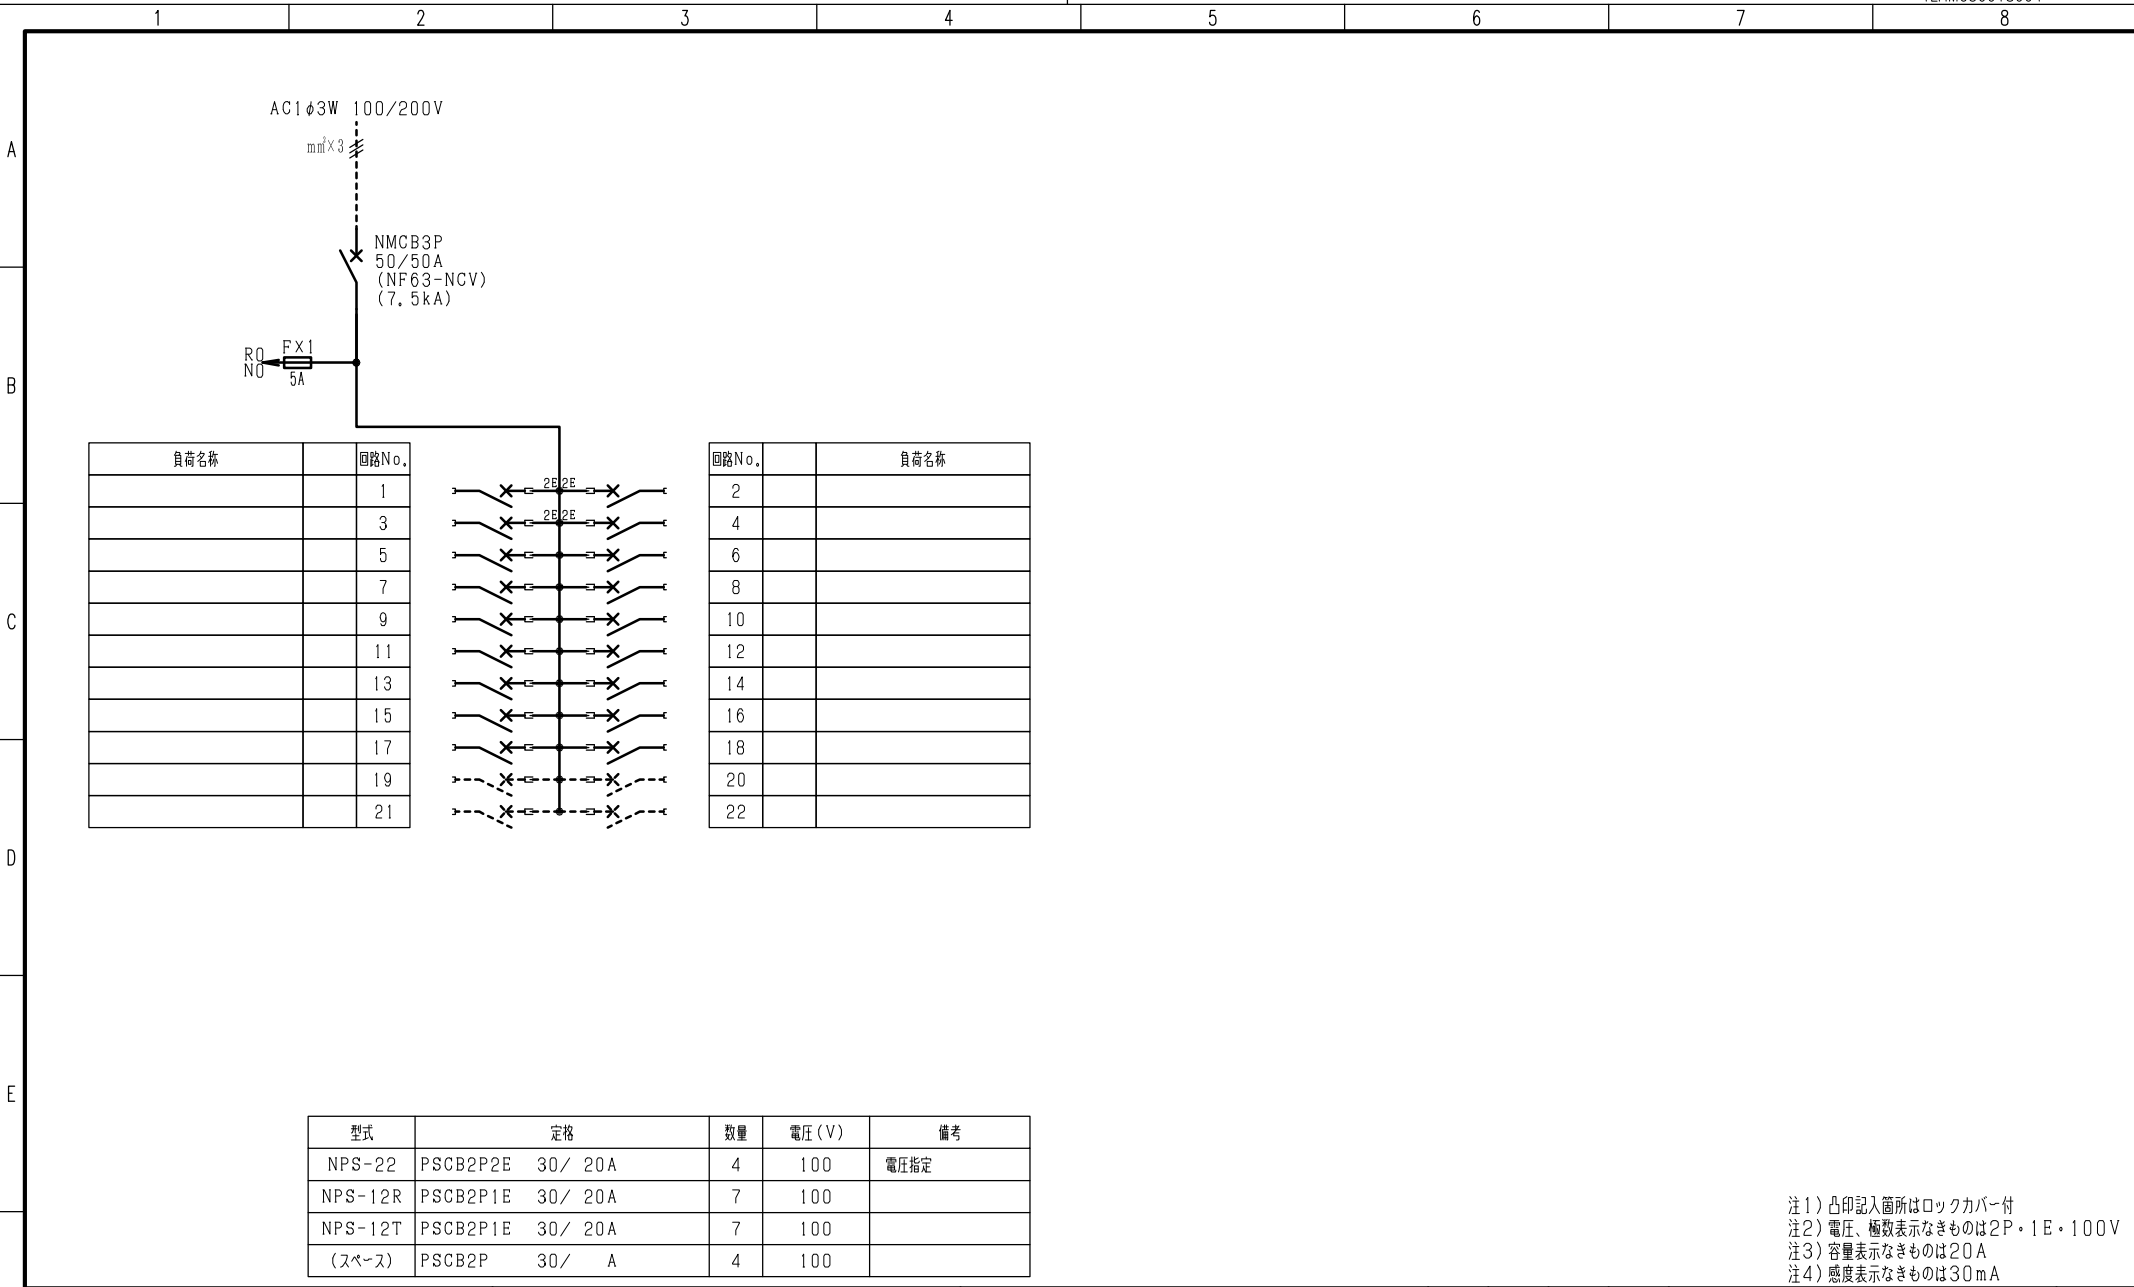 1 2 3 4 5 6 7 8
A
B
C
D
E
AC1φ3W 100/200V
mm²×3
NMCB3P
50/50A
(NF63-NCV)
(7.5kA)
R0
N0
F×1
5A
負荷名称 回路No. 回路No. 負荷名称
1 2E 2E 2
3 2E 2E 4
5 6
7 8
9 10
11 12
13 14
15 16
17 18
19 20
21 22
型式 定格 数量 電圧(V) 備考
NPS-22 PSCB2P2E 30/ 20A 4 100 電圧指定
NPS-12R PSCB2P1E 30/ 20A 7 100
NPS-12T PSCB2P1E 30/ 20A 7 100
(スペース) PSCB2P 30/ A 4 100
注1)凸印記入箇所はロックカバー付
注2)電圧、極数表示なきものは2P・1E・100V
注3)容量表示なきものは20A
注4)感度表示なきものは30mA